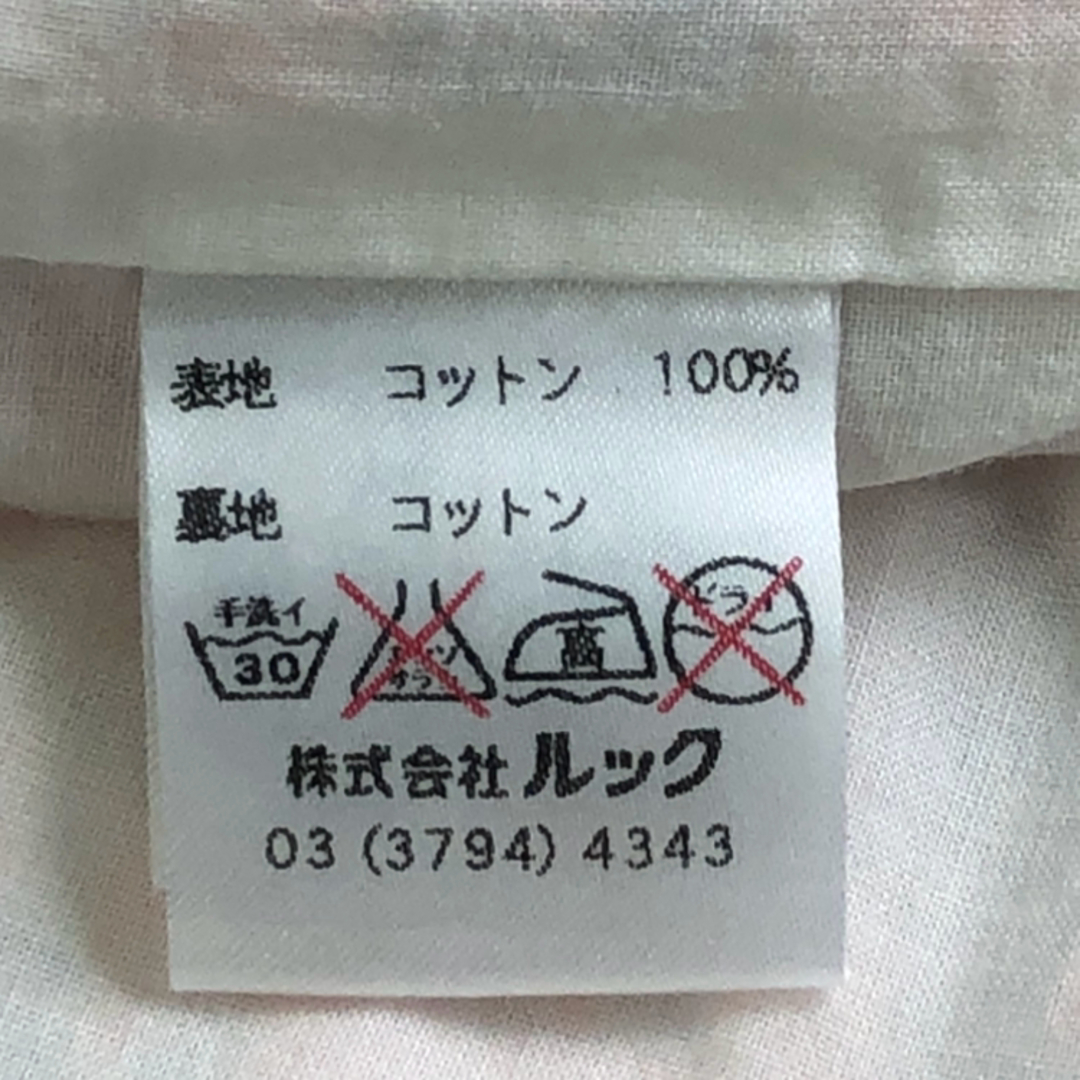 表地 コットン 100%
裏地 コットン
手洗イ エンソ 高 ドライ
30 サラシ
株式会社ルック
03 (3794) 4343